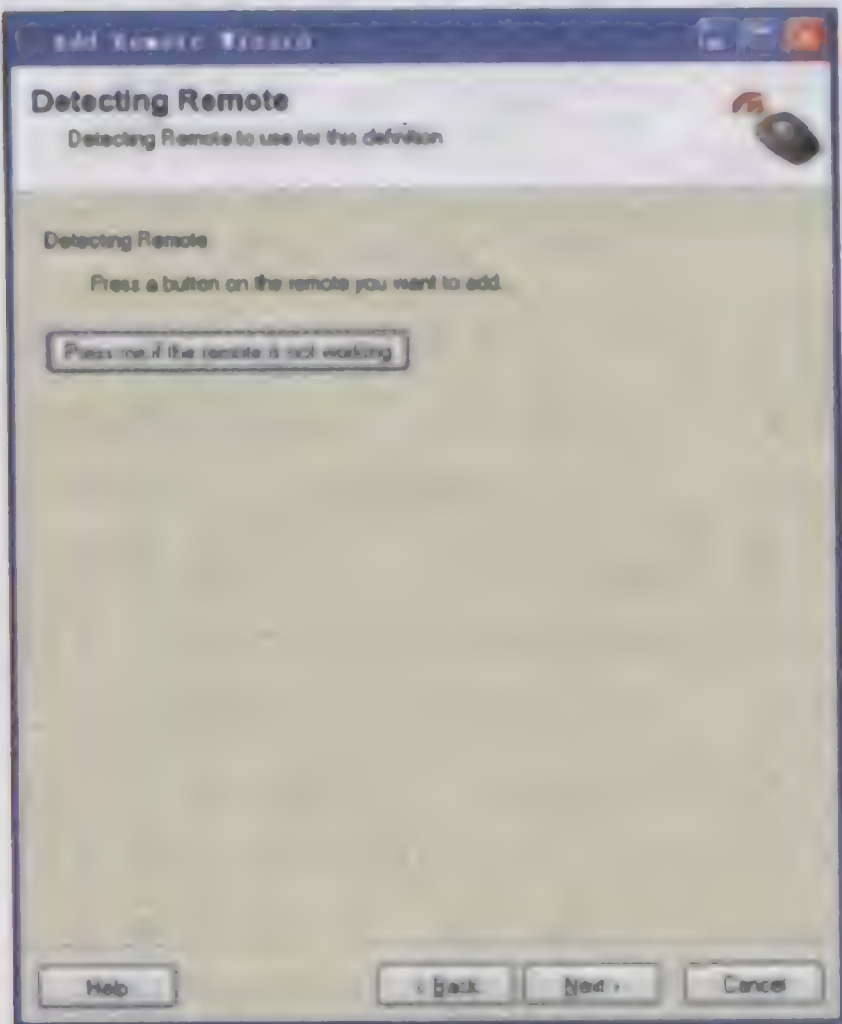 Add Remote Wizard
Detecting Remote
Detecting Remote to use for this definition
Detecting Remote
Press a button on the remote you want to add.
Press me if the remote is not working
Help
‹ Back
Next ›
Cancel